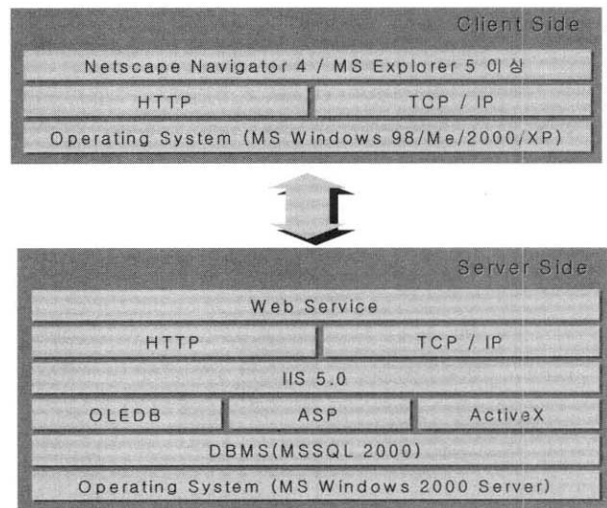 Client Side
Netscape Navigator 4 / MS Explorer 5 이상
HTTP TCP / IP
Operating System (MS Windows 98/Me/2000/XP)
Server Side
Web Service
HTTP TCP / IP
IIS 5.0
OLEDB ASP ActiveX
DBMS(MSSQL 2000)
Operating System (MS Windows 2000 Server)